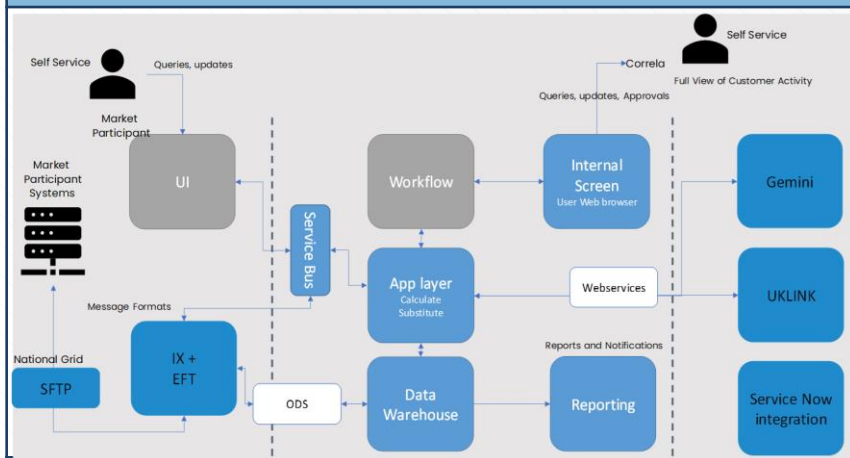 Self Service
Queries, updates
Market
Participant
Market
Participant
Systems
UI
Service Bus
Message Formats
National Grid
SFTP
IX +
EFT
ODS
Workflow
App layer
Calculate
Substitute
Data
Warehouse
Internal
Screen
User Web browser
Queries, updates, Approvals
Correla
Self Service
Full View of Customer Activity
Webservices
Reports and Notifications
Reporting
Gemini
UKLINK
Service Now
integration